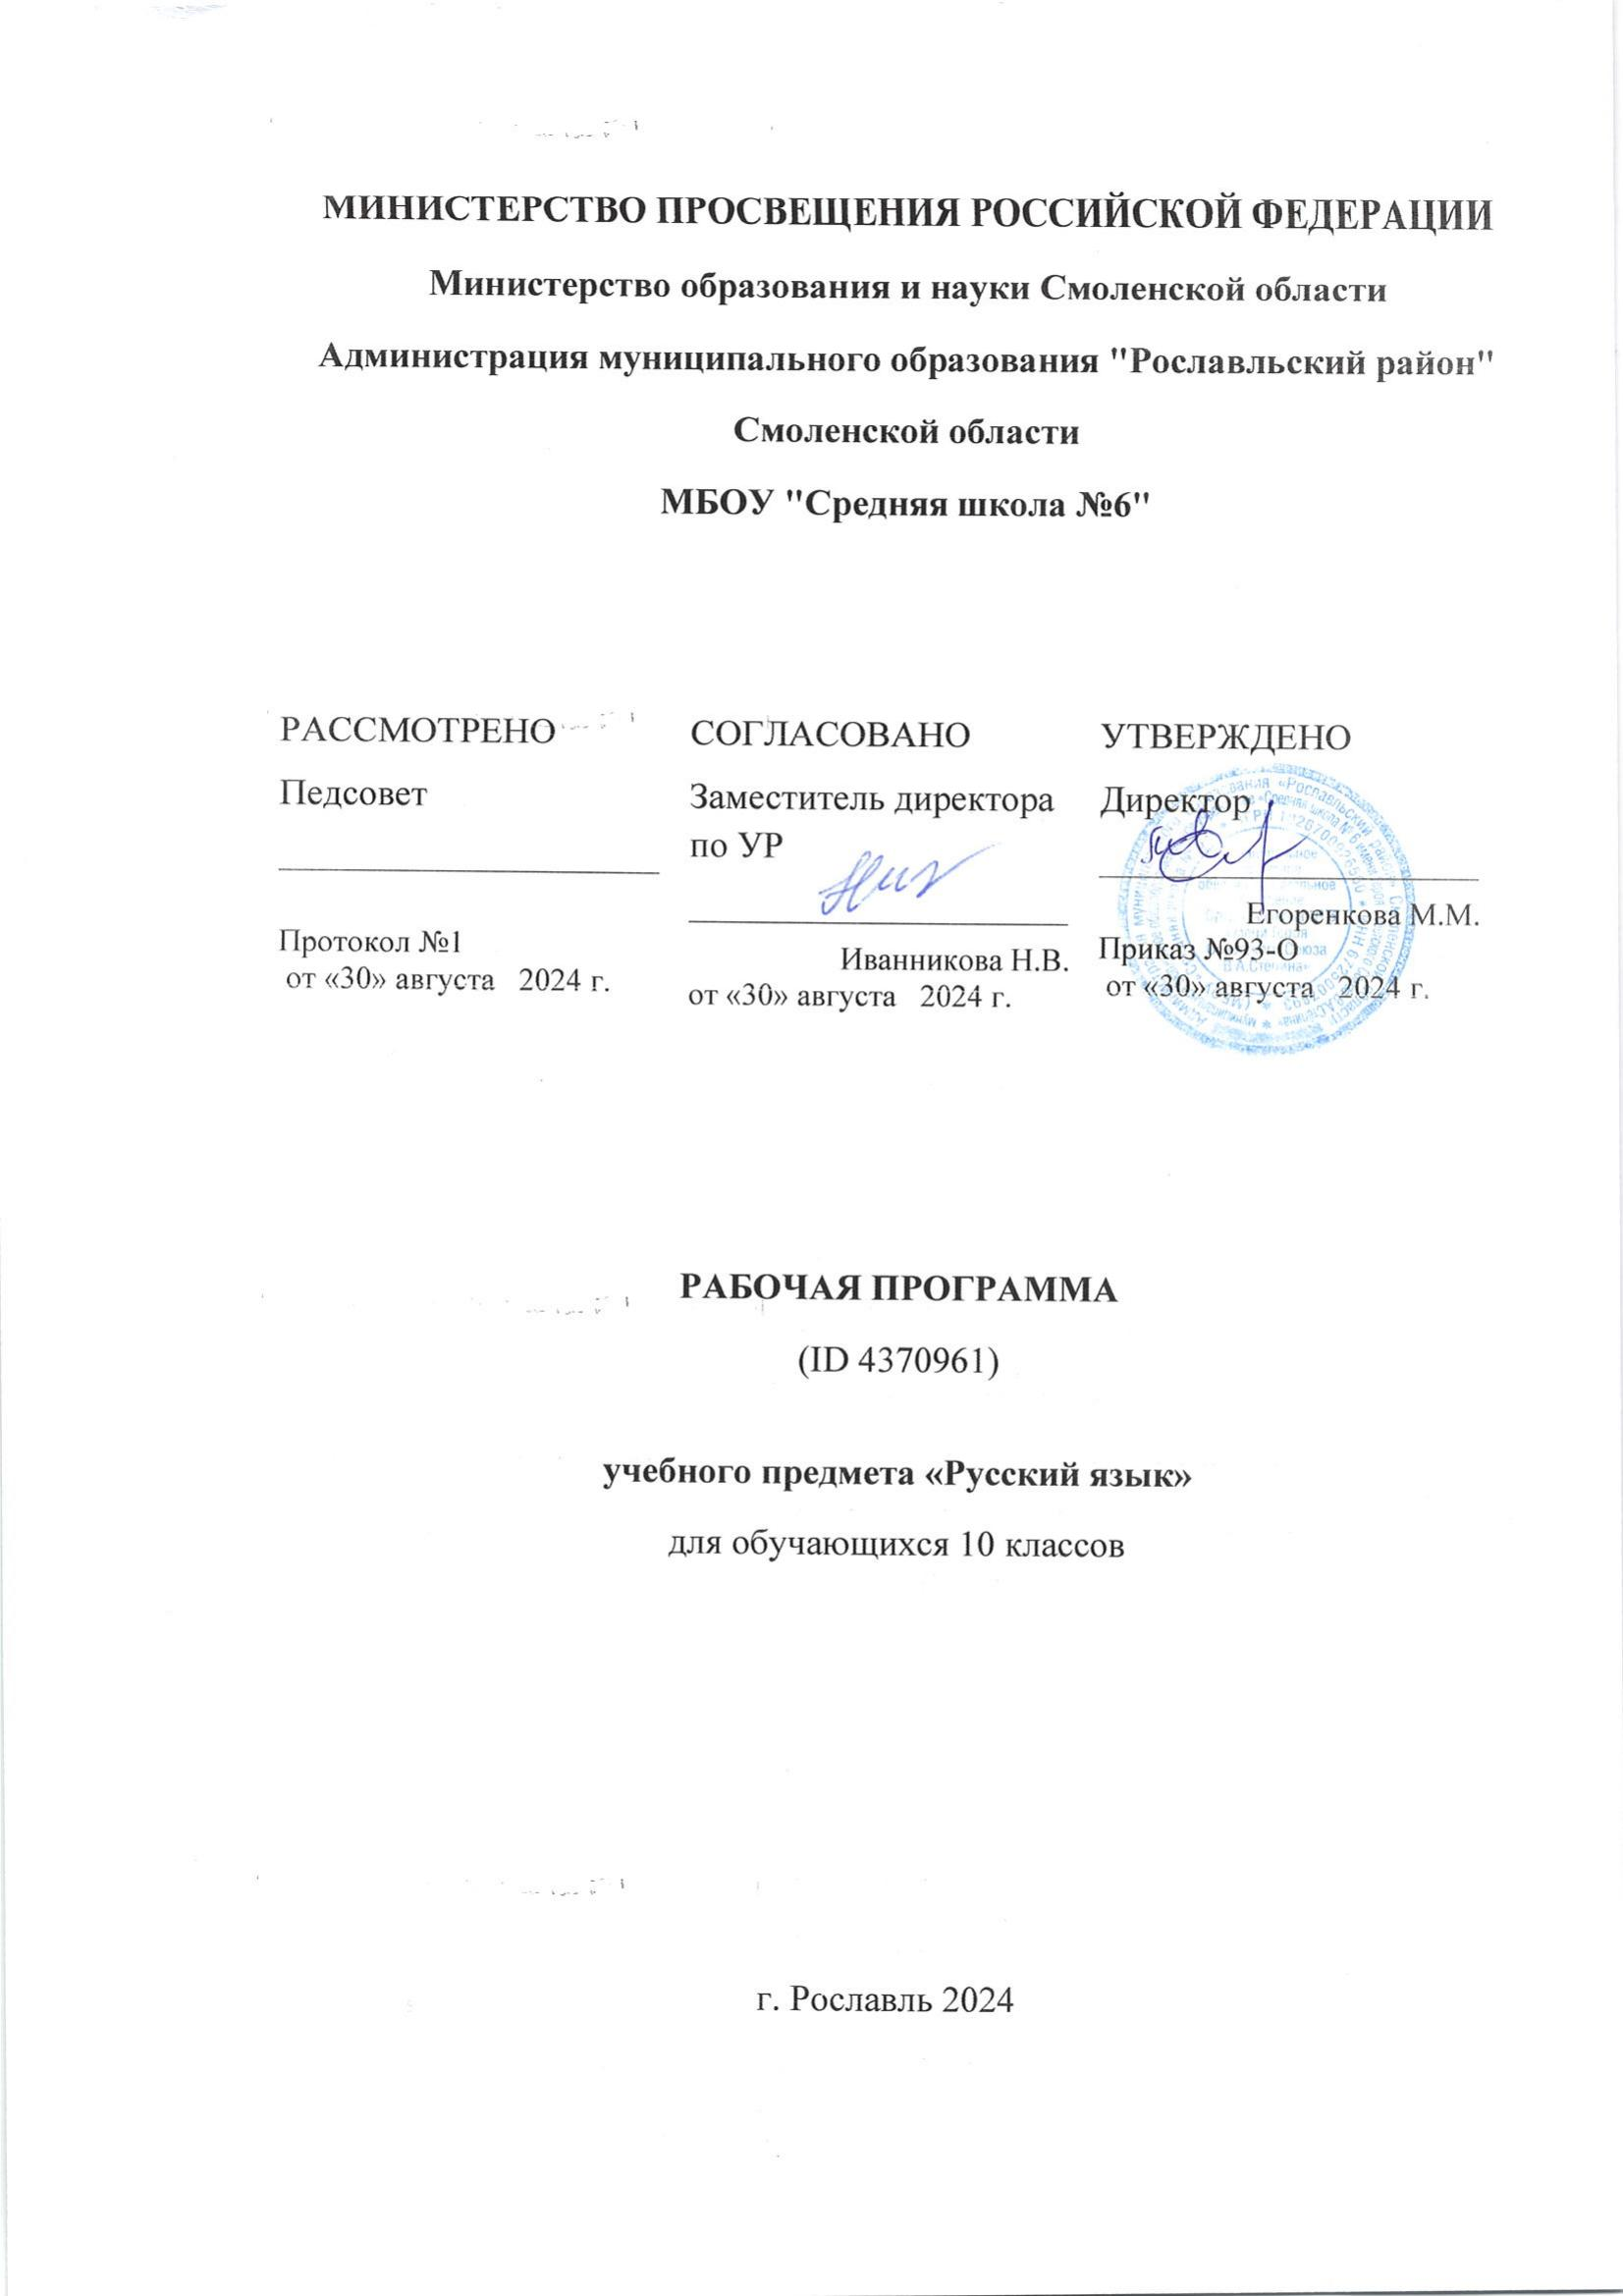 МИНИСТЕРСТВО ПРОСВЕЩЕНИЯ РОССИЙСКОЙ ФЕДЕРАЦИИ
Министерство образования и науки Смоленской области
Администрация муниципального образования "Рославльский район"
Смоленской области
МБОУ "Средняя школа №6"
РАССМОТРЕНО
Педсовет
Протокол №1
от «30» августа 2024 г.
СОГЛАСОВАНО
Заместитель директора
по УР
Иванникова Н.В.
от «30» августа 2024 г.
УТВЕРЖДЕНО
Директор
Егоренкова М.М.
Приказ №93-О
от «30» августа 2024 г.
РАБОЧАЯ ПРОГРАММА
(ID 4370961)
учебного предмета «Русский язык»
для обучающихся 10 классов
г. Рославль 2024